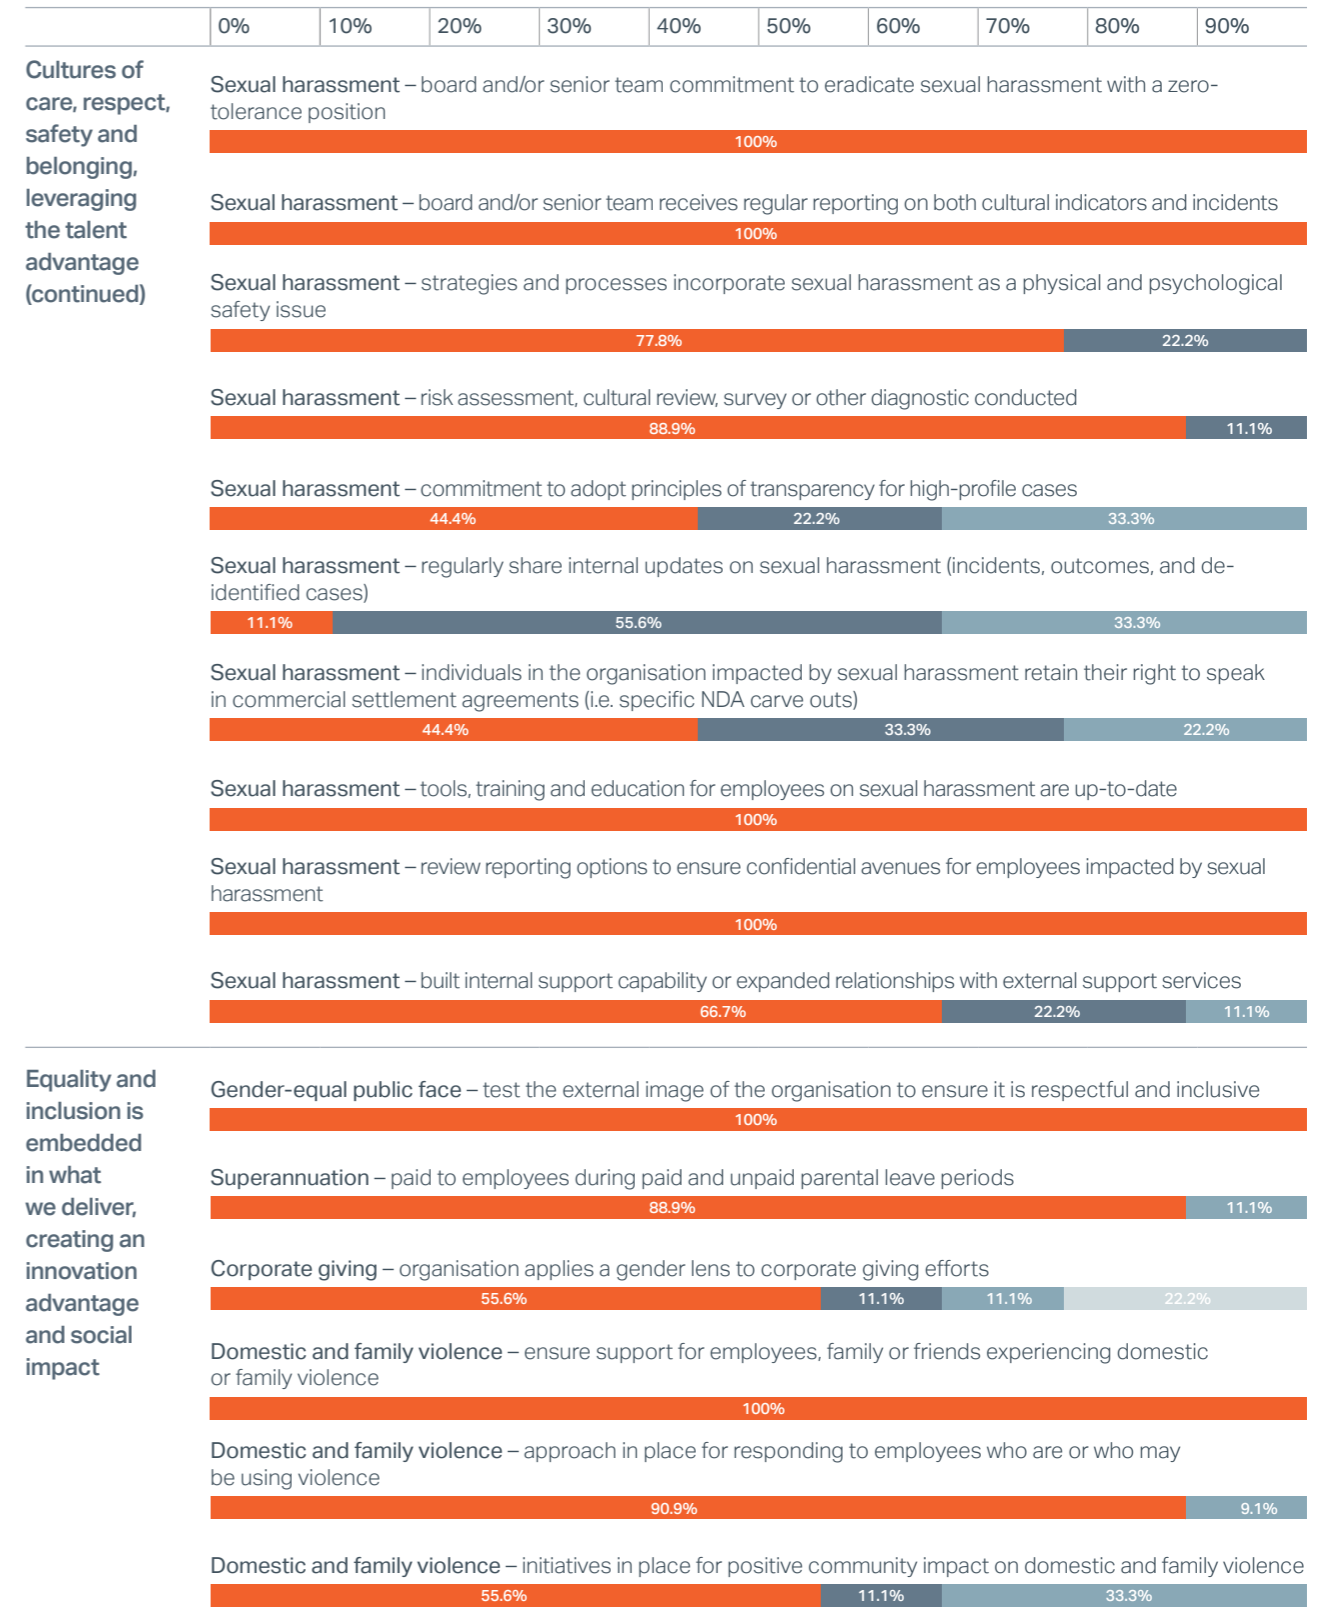 0% 10% 20% 30% 40% 50% 60% 70% 80% 90%
Cultures of
care, respect,
safety and
belonging,
leveraging
the talent
advantage
(continued)
Sexual harassment – board and/or senior team commitment to eradicate sexual harassment with a zero-
tolerance position
100%
Sexual harassment – board and/or senior team receives regular reporting on both cultural indicators and incidents
100%
Sexual harassment – strategies and processes incorporate sexual harassment as a physical and psychological
safety issue
77.8% 22.2%
Sexual harassment – risk assessment, cultural review, survey or other diagnostic conducted
88.9% 11.1%
Sexual harassment – commitment to adopt principles of transparency for high-profile cases
44.4% 22.2% 33.3%
Sexual harassment – regularly share internal updates on sexual harassment (incidents, outcomes, and de-
identified cases)
11.1% 55.6% 33.3%
Sexual harassment – individuals in the organisation impacted by sexual harassment retain their right to speak
in commercial settlement agreements (i.e. specific NDA carve outs)
44.4% 33.3% 22.2%
Sexual harassment – tools, training and education for employees on sexual harassment are up-to-date
100%
Sexual harassment – review reporting options to ensure confidential avenues for employees impacted by sexual
harassment
100%
Sexual harassment – built internal support capability or expanded relationships with external support services
66.7% 22.2% 11.1%
Equality and
inclusion is
embedded
in what
we deliver,
creating an
innovation
advantage
and social
impact
Gender-equal public face – test the external image of the organisation to ensure it is respectful and inclusive
100%
Superannuation – paid to employees during paid and unpaid parental leave periods
88.9% 11.1%
Corporate giving – organisation applies a gender lens to corporate giving efforts
55.6% 11.1% 11.1% 22.2%
Domestic and family violence – ensure support for employees, family or friends experiencing domestic
or family violence
100%
Domestic and family violence – approach in place for responding to employees who are or who may
be using violence
90.9% 9.1%
Domestic and family violence – initiatives in place for positive community impact on domestic and family violence
55.6% 11.1% 33.3%